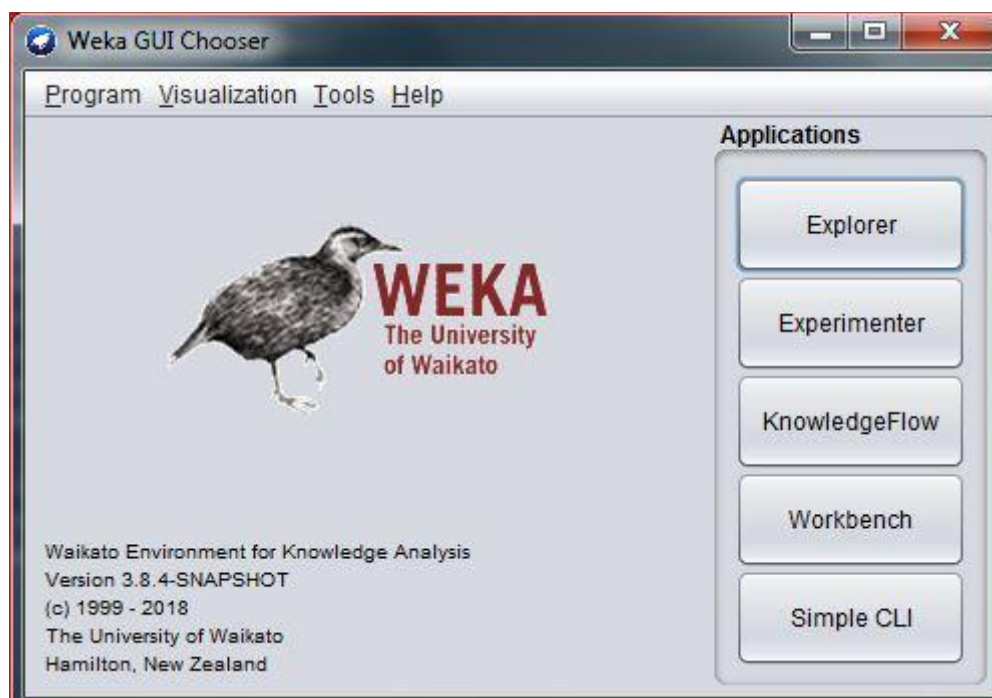 Weka GUI Chooser
Program Visualization Tools Help
Applications
Explorer
Experimenter
KnowledgeFlow
Workbench
Simple CLI
WEKA
The University
of Waikato
Waikato Environment for Knowledge Analysis
Version 3.8.4-SNAPSHOT
(c) 1999 - 2018
The University of Waikato
Hamilton, New Zealand